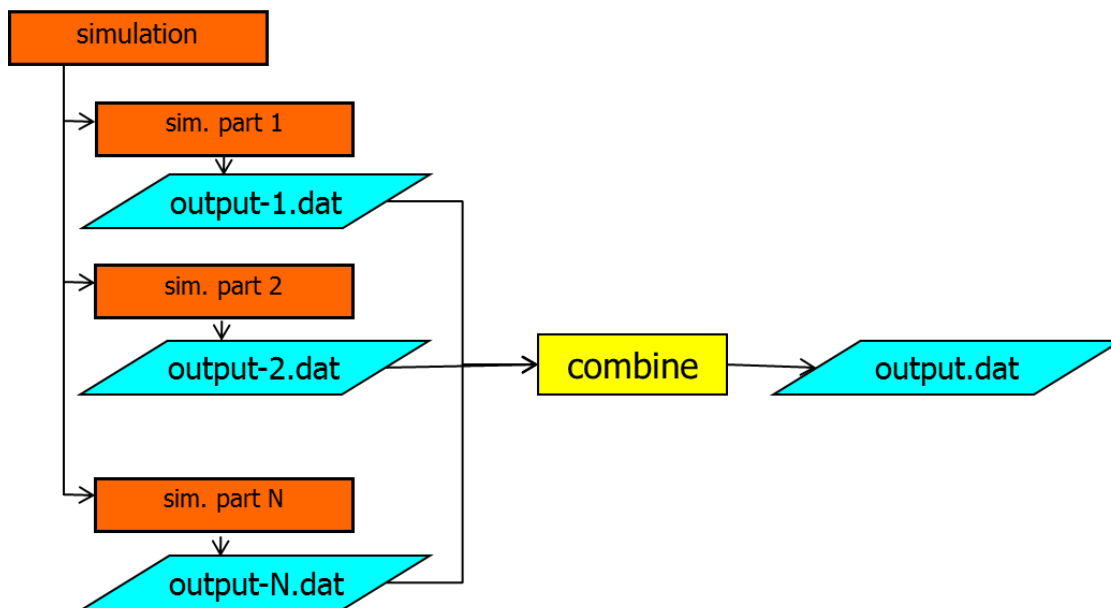 simulation
sim. part 1
output-1.dat
sim. part 2
output-2.dat
combine
output.dat
sim. part N
output-N.dat